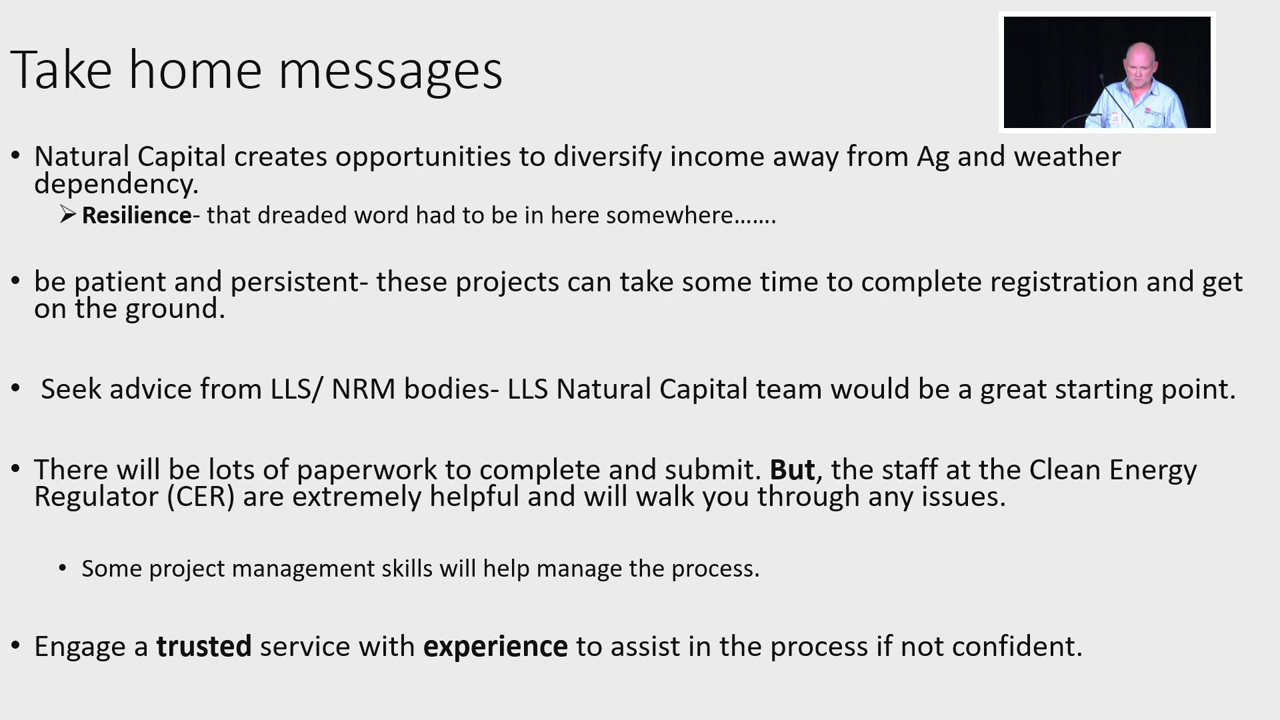 Take home messages
• Natural Capital creates opportunities to diversify income away from Ag and weather
dependency.
➢ Resilience- that dreaded word had to be in here somewhere…….
• be patient and persistent- these projects can take some time to complete registration and get
on the ground.
• Seek advice from LLS/ NRM bodies- LLS Natural Capital team would be a great starting point.
• There will be lots of paperwork to complete and submit. But, the staff at the Clean Energy
Regulator (CER) are extremely helpful and will walk you through any issues.
• Some project management skills will help manage the process.
• Engage a trusted service with experience to assist in the process if not confident.